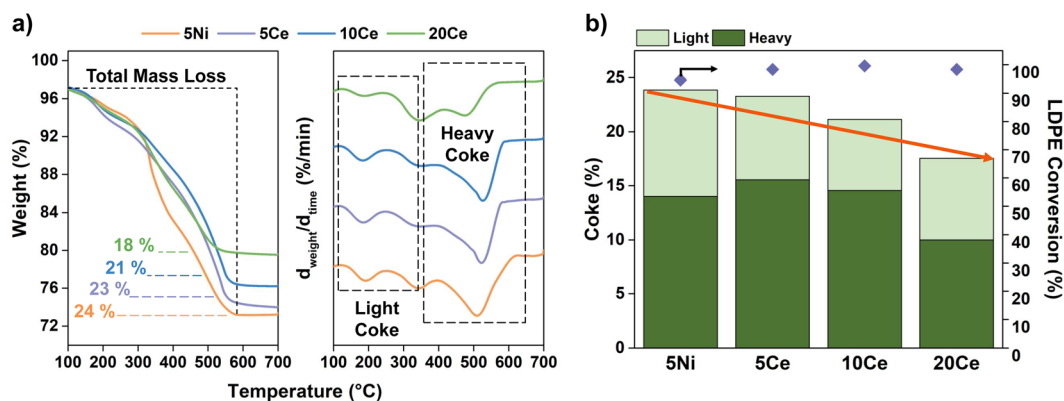 a)
5Ni 5Ce 10Ce 20Ce
100
96
92
88
84
80
76
72
Weight (%)
Total Mass Loss
18 %
21 %
23 %
24 %
100 200 300 400 500 600 700
d_weight/d_time (%/min)
Heavy
Coke
Light
Coke
100 200 300 400 500 600 700
Temperature (°C)
b)
Light Heavy
25
20
15
10
5
0
Coke (%)
100
90
80
70
60
50
40
30
20
10
0
LDPE Conversion (%)
5Ni 5Ce 10Ce 20Ce